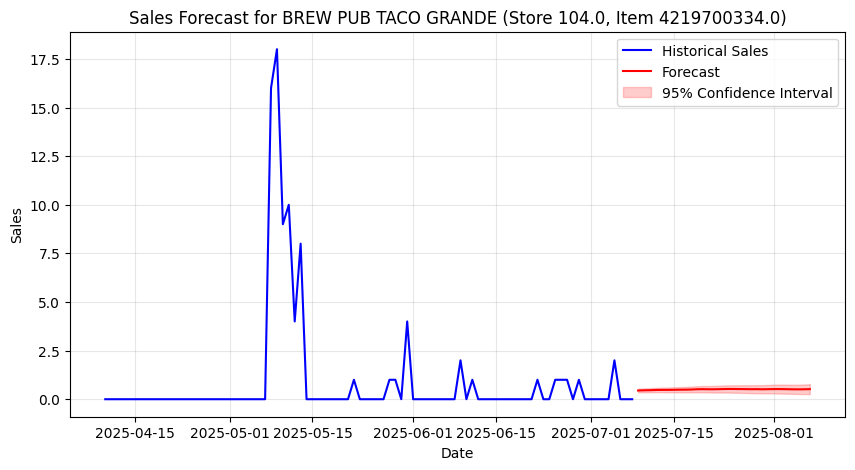 Sales Forecast for BREW PUB TACO GRANDE (Store 104.0, Item 4219700334.0)
Historical Sales
Forecast
95% Confidence Interval
Sales
17.5
15.0
12.5
10.0
7.5
5.0
2.5
0.0
2025-04-15 2025-05-01 2025-05-15 2025-06-01 2025-06-15 2025-07-01 2025-07-15 2025-08-01
Date